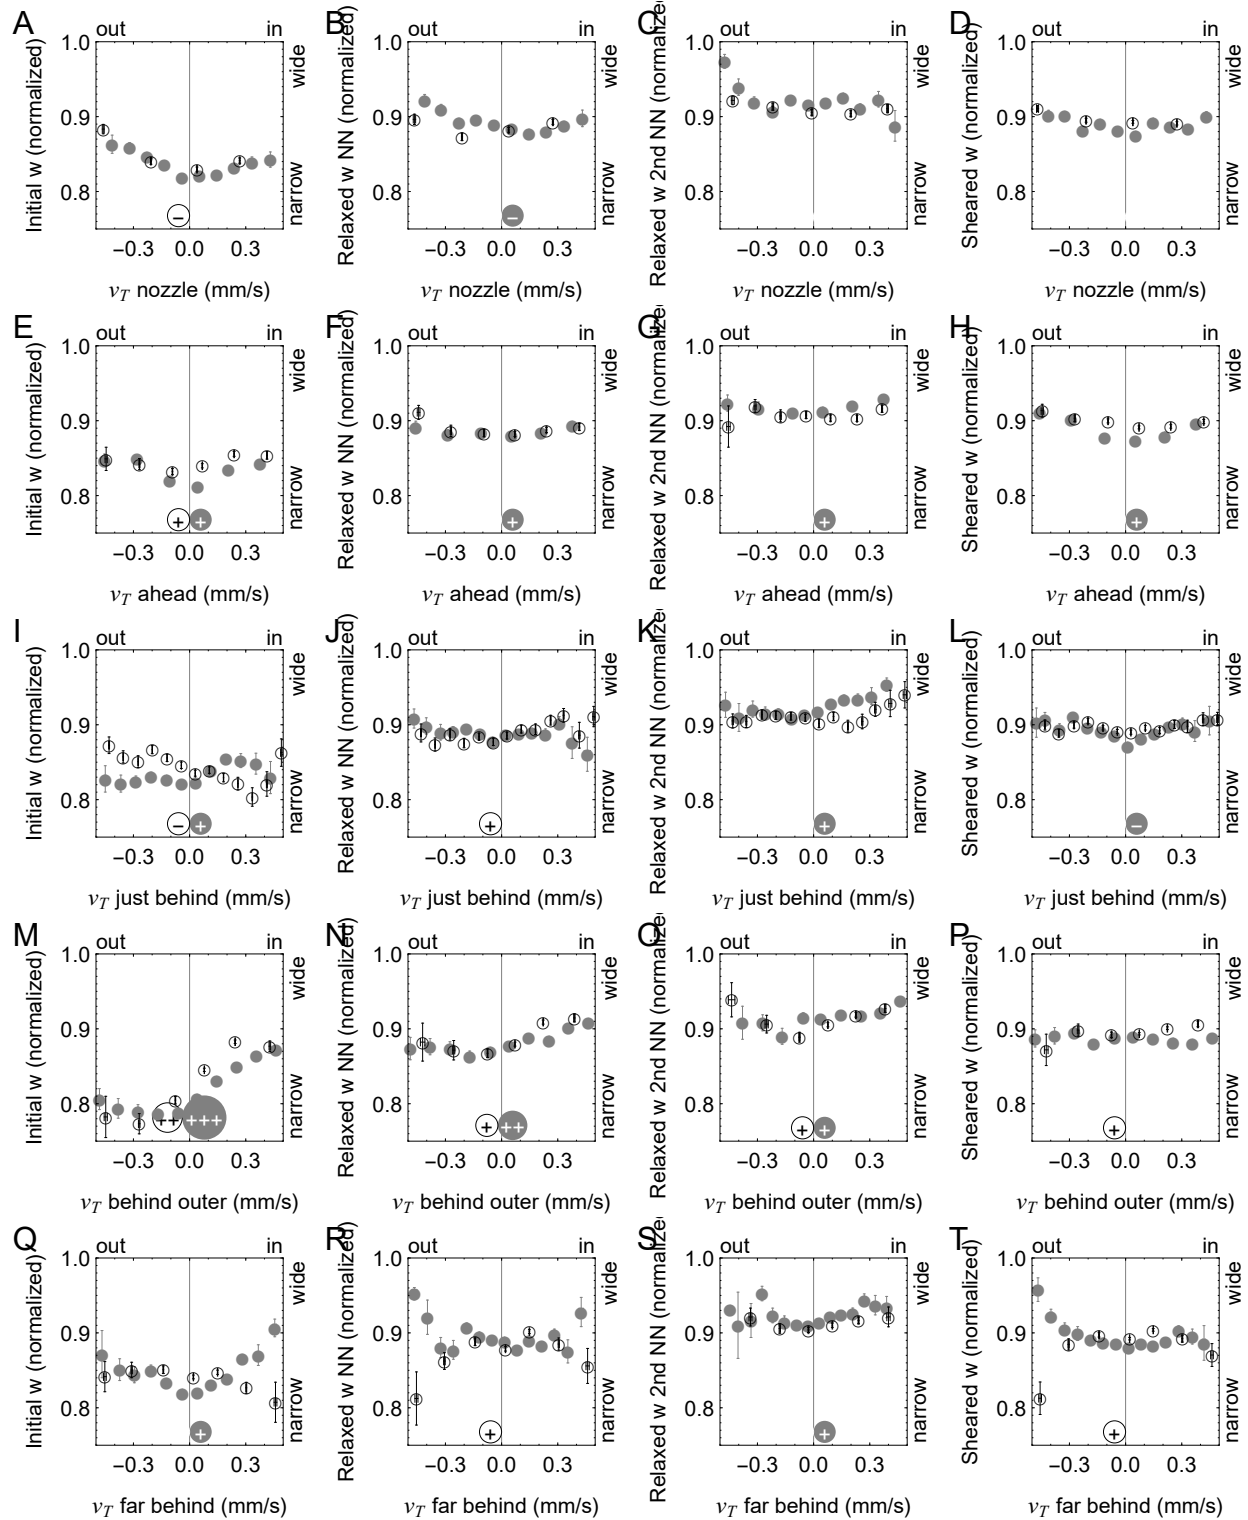 A B C D
out in out in out in out in
Initial w (normalized) Relaxed w NN (normalized) Relaxed w 2nd NN (normalize Sheared w (normalized)
1.0 0.9 0.8 1.0 0.9 0.8 1.0 0.9 0.8 1.0 0.9 0.8
wide narrow wide narrow wide narrow wide narrow
− −
−0.3 0.0 0.3 −0.3 0.0 0.3 −0.3 0.0 0.3 −0.3 0.0 0.3
vT nozzle (mm/s) vT nozzle (mm/s) vT nozzle (mm/s) vT nozzle (mm/s)
E F G H
out in out in out in out in
Initial w (normalized) Relaxed w NN (normalized) Relaxed w 2nd NN (normalize Sheared w (normalized)
1.0 0.9 0.8 1.0 0.9 0.8 1.0 0.9 0.8 1.0 0.9 0.8
wide narrow wide narrow wide narrow wide narrow
+ + + + +
−0.3 0.0 0.3 −0.3 0.0 0.3 −0.3 0.0 0.3 −0.3 0.0 0.3
vT ahead (mm/s) vT ahead (mm/s) vT ahead (mm/s) vT ahead (mm/s)
I J K L
out in out in out in out in
Initial w (normalized) Relaxed w NN (normalized) Relaxed w 2nd NN (normalize Sheared w (normalized)
1.0 0.9 0.8 1.0 0.9 0.8 1.0 0.9 0.8 1.0 0.9 0.8
wide narrow wide narrow wide narrow wide narrow
− + + + −
−0.3 0.0 0.3 −0.3 0.0 0.3 −0.3 0.0 0.3 −0.3 0.0 0.3
vT just behind (mm/s) vT just behind (mm/s) vT just behind (mm/s) vT just behind (mm/s)
M N O P
out in out in out in out in
Initial w (normalized) Relaxed w NN (normalized) Relaxed w 2nd NN (normalize Sheared w (normalized)
1.0 0.9 0.8 1.0 0.9 0.8 1.0 0.9 0.8 1.0 0.9 0.8
wide narrow wide narrow wide narrow wide narrow
++ +++ + ++ + + +
−0.3 0.0 0.3 −0.3 0.0 0.3 −0.3 0.0 0.3 −0.3 0.0 0.3
vT behind outer (mm/s) vT behind outer (mm/s) vT behind outer (mm/s) vT behind outer (mm/s)
Q R S T
out in out in out in out in
Initial w (normalized) Relaxed w NN (normalized) Relaxed w 2nd NN (normalize Sheared w (normalized)
1.0 0.9 0.8 1.0 0.9 0.8 1.0 0.9 0.8 1.0 0.9 0.8
wide narrow wide narrow wide narrow wide narrow
+ + + +
−0.3 0.0 0.3 −0.3 0.0 0.3 −0.3 0.0 0.3 −0.3 0.0 0.3
vT far behind (mm/s) vT far behind (mm/s) vT far behind (mm/s) vT far behind (mm/s)